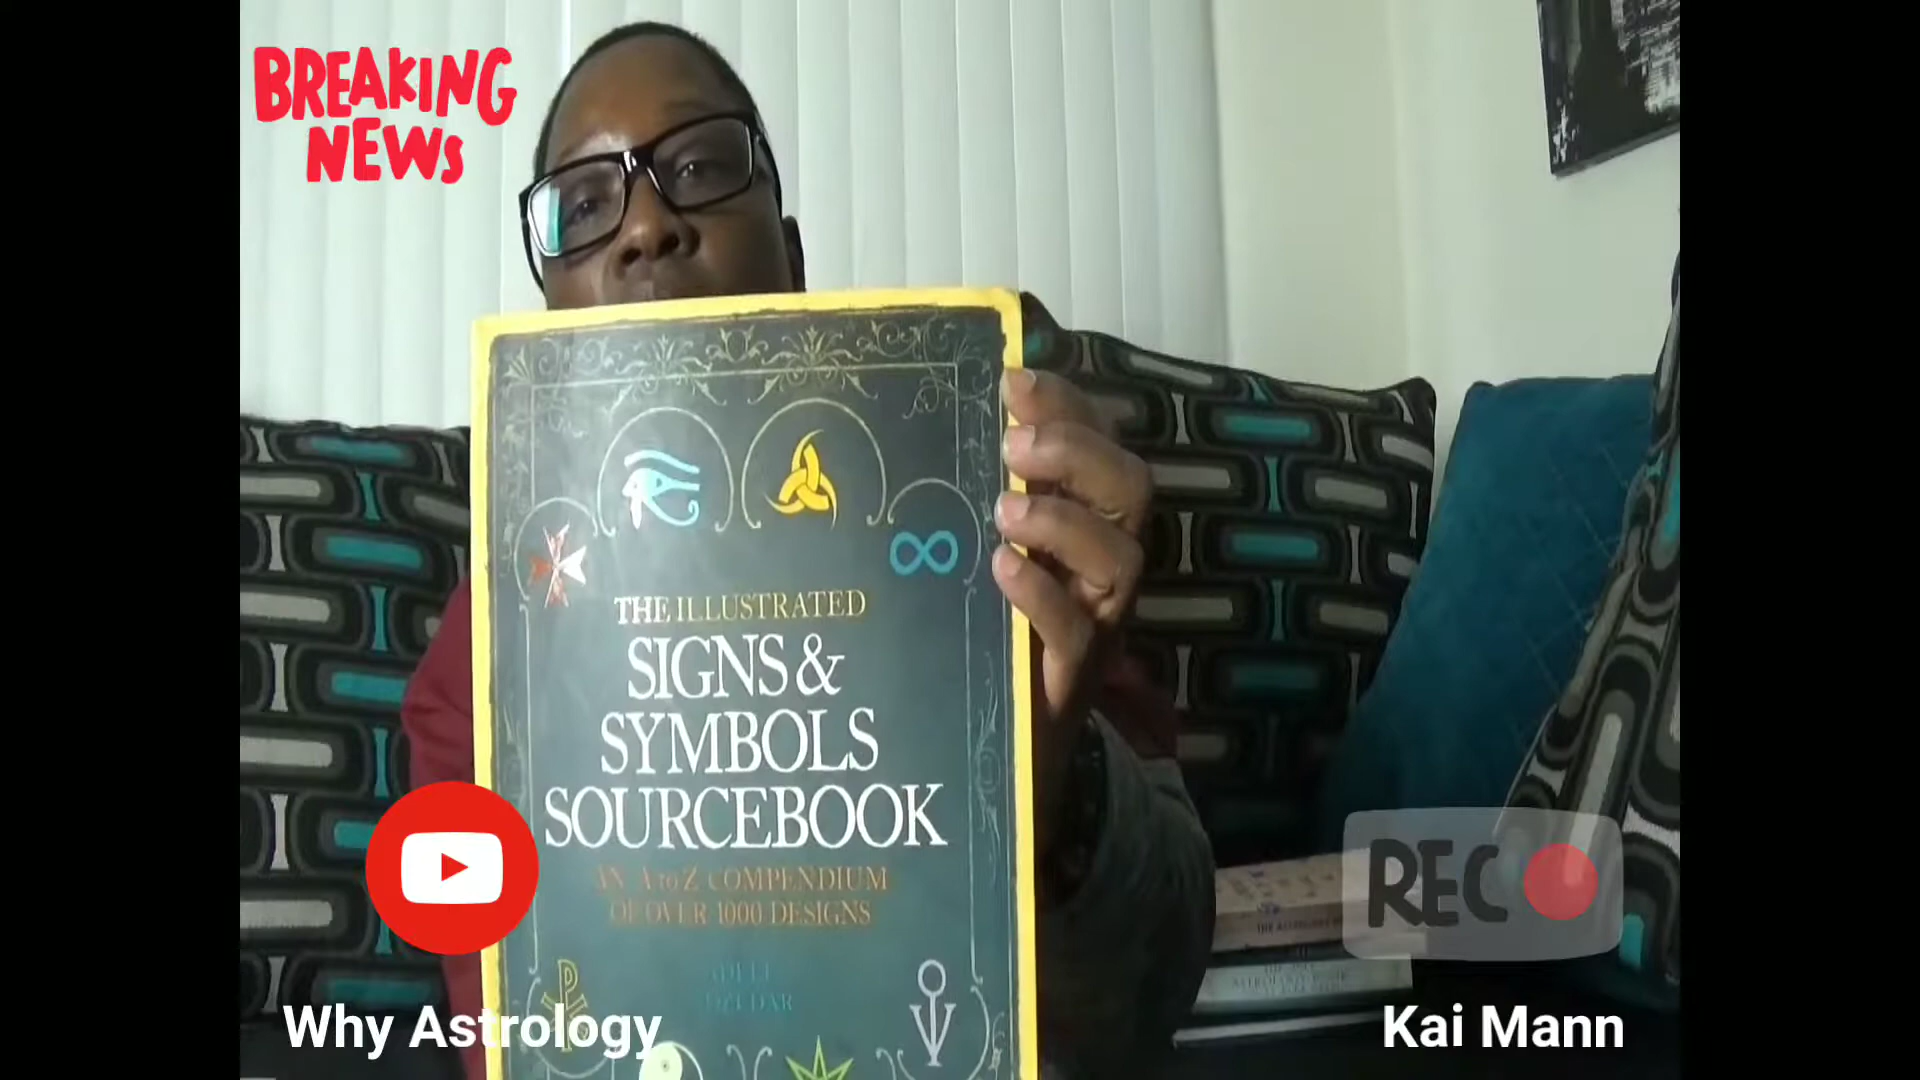 BREAKING
NEWS
THE ILLUSTRATED
SIGNS &
SYMBOLS
SOURCEBOOK
AN A to Z COMPENDIUM
OF OVER 1000 DESIGNS
REC
Why Astrology
Kai Mann